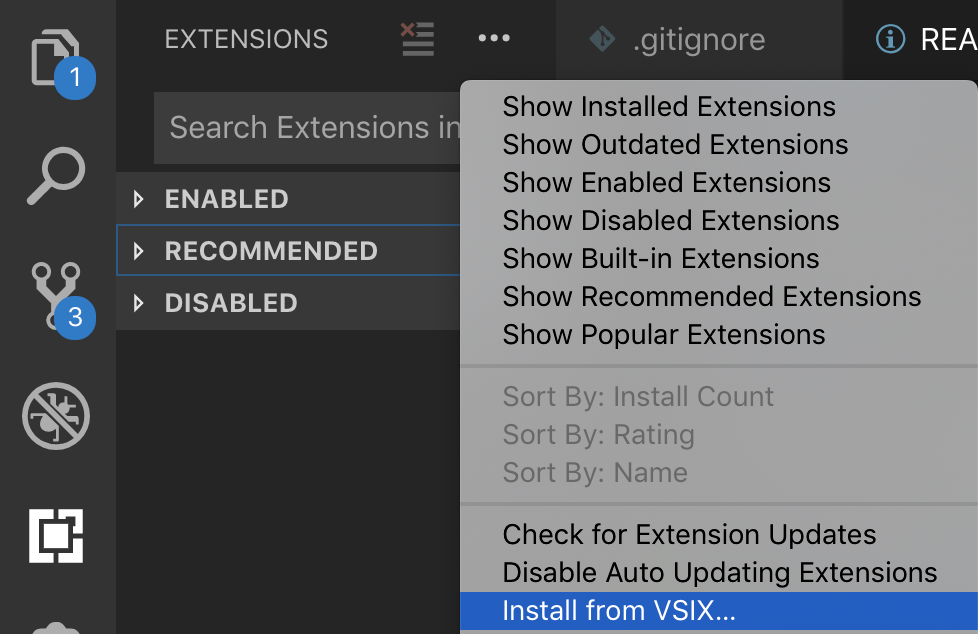 1
EXTENSIONS
.gitignore
REA
Search Extensions in
ENABLED
RECOMMENDED
DISABLED
3
Show Installed Extensions
Show Outdated Extensions
Show Enabled Extensions
Show Disabled Extensions
Show Built-in Extensions
Show Recommended Extensions
Show Popular Extensions
Sort By: Install Count
Sort By: Rating
Sort By: Name
Check for Extension Updates
Disable Auto Updating Extensions
Install from VSIX...